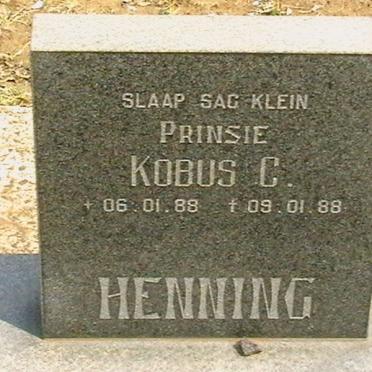 SLAAP SAG KLEIN
PRINSIE
KOBUS C.
+ 06.01.88 † 09.01.88
HENNING